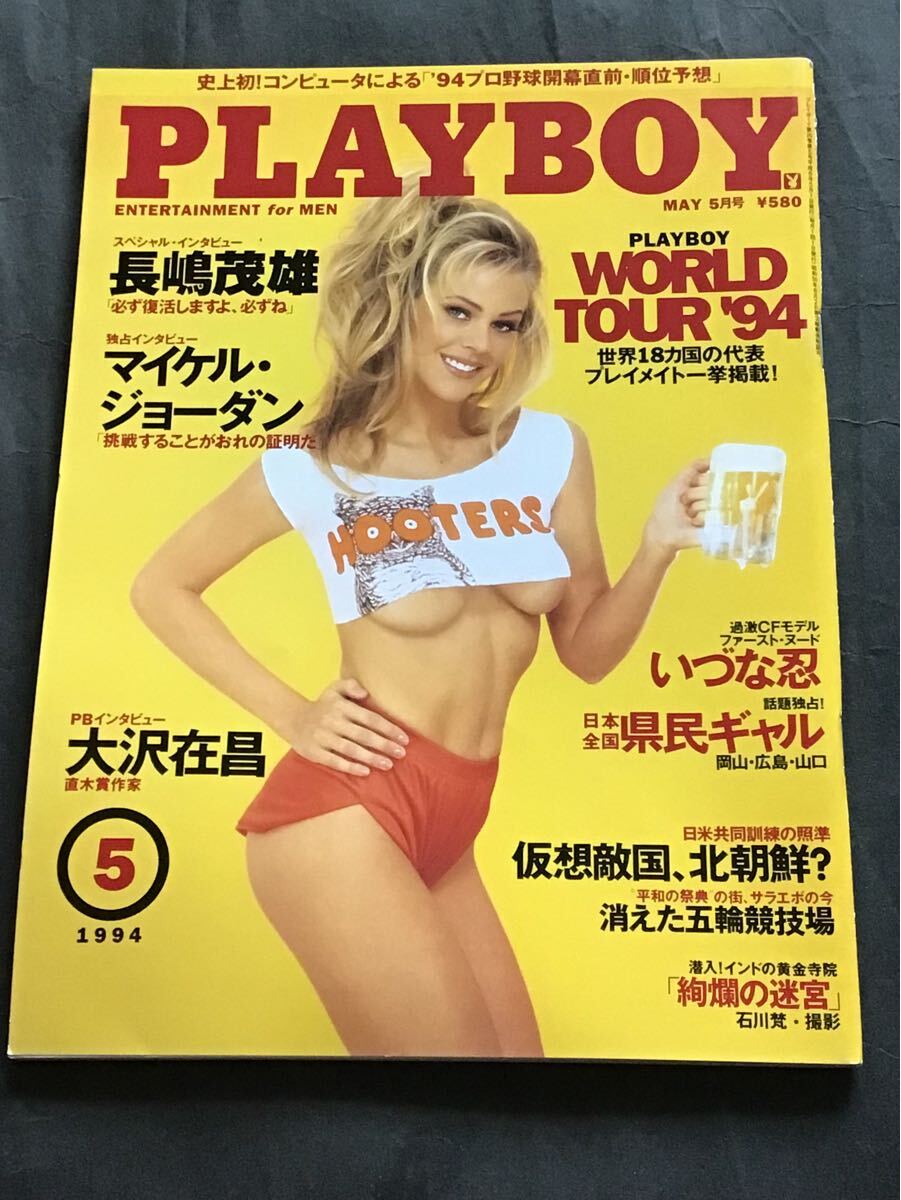 史上初!コンピュータによる「'94プロ野球開幕直前・順位予想」
PLAYBOY
ENTERTAINMENT for MEN
MAY 5月号 ¥580
スペシャル・インタビュー
長嶋茂雄
「必ず復活しますよ、必ずね」
独占インタビュー
マイケル・
ジョーダン
「挑戦することがおれの証明だ」
PLAYBOY
WORLD
TOUR '94
世界18カ国の代表
プレイメイト一挙掲載!
HOOTERS
過激CFモデル
ファースト・ヌード
いづな忍
話題独占!
日本
全国
県民ギャル
岡山・広島・山口
PBインタビュー
大沢在昌
直木賞作家
5
1994
日米共同訓練の照準
仮想敵国、北朝鮮?
"平和の祭典"の街、サラエボの今
消えた五輪競技場
潜入!インドの黄金寺院
「絢爛の迷宮」
石川梵・撮影